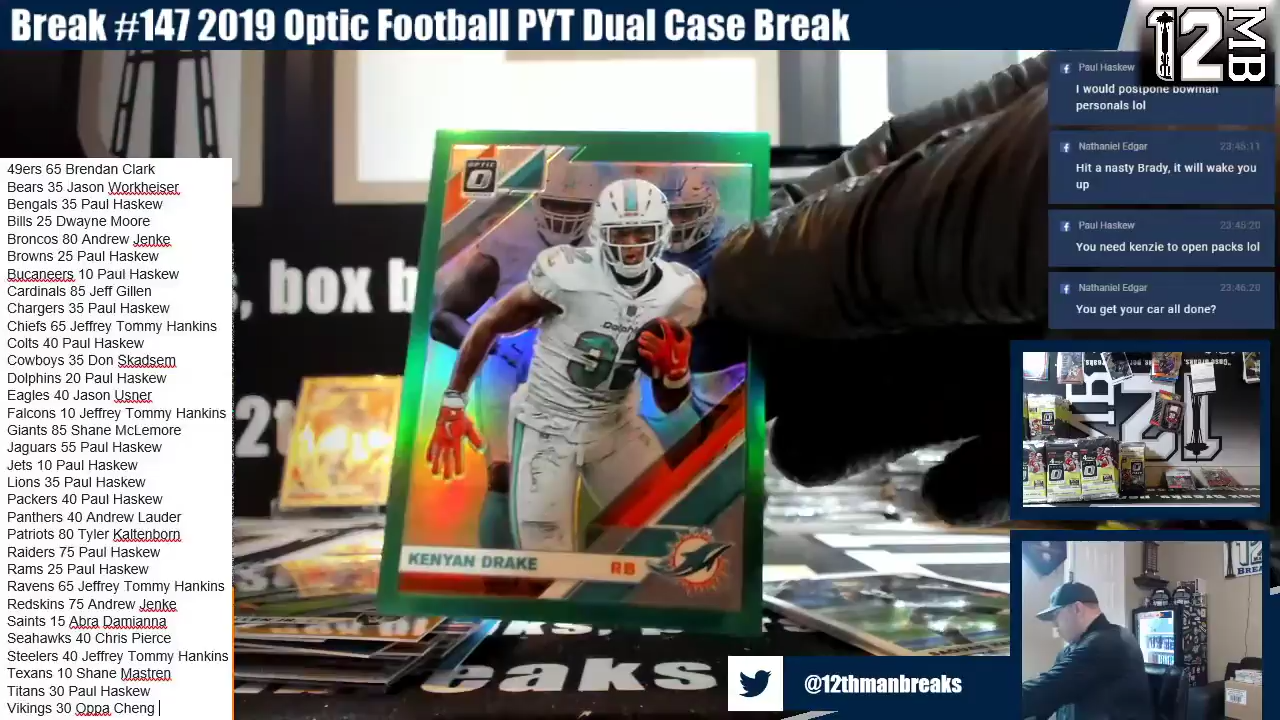 Break #147 2019 Optic Football PYT Dual Case Break
12
MB
49ers 65 Brendan Clark
Bears 35 Jason Workheiser
Bengals 35 Paul Haskew
Bills 25 Dwayne Moore
Broncos 80 Andrew Jenke
Browns 25 Paul Haskew
Bucaneers 10 Paul Haskew
Cardinals 85 Jeff Gillen
Chargers 35 Paul Haskew
Chiefs 65 Jeffrey Tommy Hankins
Colts 40 Paul Haskew
Cowboys 35 Don Skadsem
Dolphins 20 Paul Haskew
Eagles 40 Jason Usner
Falcons 10 Jeffrey Tommy Hankins
Giants 85 Shane McLemore
Jaguars 55 Paul Haskew
Jets 10 Paul Haskew
Lions 35 Paul Haskew
Packers 40 Paul Haskew
Panthers 40 Andrew Lauder
Patriots 80 Tyler Kaltenborn
Raiders 75 Paul Haskew
Rams 25 Paul Haskew
Ravens 65 Jeffrey Tommy Hankins
Redskins 75 Andrew Jenke
Saints 15 Abra Damianna
Seahawks 40 Chris Pierce
Steelers 40 Jeffrey Tommy Hankins
Texans 10 Shane Mastren
Titans 30 Paul Haskew
Vikings 30 Oppa Cheng
OPTIC
Dolphins
32
KENYAN DRAKE RB
, box b
eaks
Paul Haskew
I would postpone bowman
personals lol
Nathaniel Edgar 23:45:11
Hit a nasty Brady, it will wake you
up
Paul Haskew 23:45:20
You need kenzie to open packs lol
Nathaniel Edgar 23:46:20
You get your car all done?
@12thmanbreaks